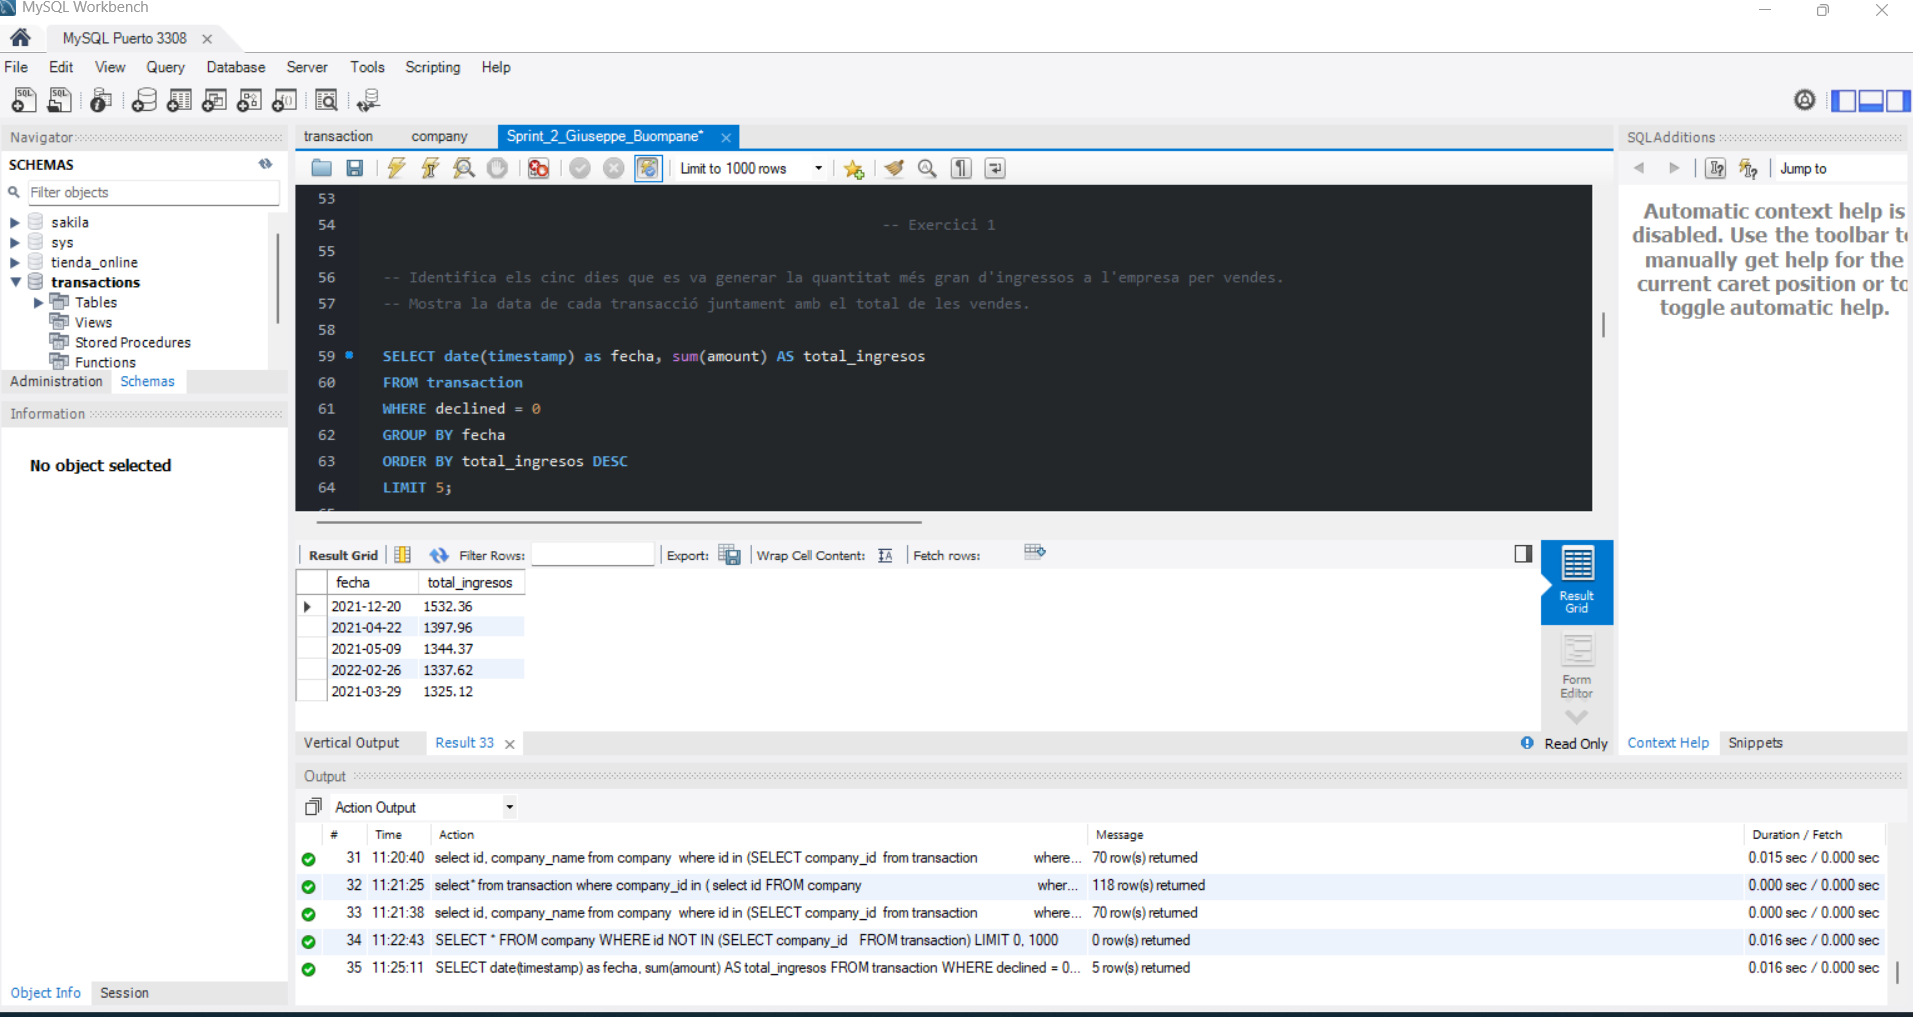 MySQL Workbench
MySQL Puerto 3308
File Edit View Query Database Server Tools Scripting Help
Navigator
SCHEMAS
Filter objects
sakila
sys
tienda_online
transactions
Tables
Views
Stored Procedures
Functions
Administration Schemas
Information
No object selected
Object Info Session
transaction company Sprint_2_Giuseppe_Buompane*
Limit to 1000 rows
53
54 -- Exercici 1
55
56 -- Identifica els cinc dies que es va generar la quantitat més gran d'ingressos a l'empresa per vendes.
57 -- Mostra la data de cada transacció juntament amb el total de les vendes.
58
59 SELECT date(timestamp) as fecha, sum(amount) AS total_ingresos
60 FROM transaction
61 WHERE declined = 0
62 GROUP BY fecha
63 ORDER BY total_ingresos DESC
64 LIMIT 5;
65
Result Grid Filter Rows: Export: Wrap Cell Content: Fetch rows:
fecha total_ingresos
2021-12-20 1532.36
2021-04-22 1397.96
2021-05-09 1344.37
2022-02-26 1337.62
2021-03-29 1325.12
Result Grid
Form Editor
Vertical Output Result 33 Read Only
SQLAdditions
Jump to
Automatic context help is
disabled. Use the toolbar to
manually get help for the
current caret position or to
toggle automatic help.
Context Help Snippets
Output
Action Output
# Time Action Message Duration / Fetch
31 11:20:40 select id, company_name from company where id in (SELECT company_id from transaction where... 70 row(s) returned 0.015 sec / 0.000 sec
32 11:21:25 select* from transaction where company_id in ( select id FROM company wher... 118 row(s) returned 0.000 sec / 0.000 sec
33 11:21:38 select id, company_name from company where id in (SELECT company_id from transaction where... 70 row(s) returned 0.000 sec / 0.000 sec
34 11:22:43 SELECT * FROM company WHERE id NOT IN (SELECT company_id FROM transaction) LIMIT 0, 1000 0 row(s) returned 0.016 sec / 0.000 sec
35 11:25:11 SELECT date(timestamp) as fecha, sum(amount) AS total_ingresos FROM transaction WHERE declined = 0... 5 row(s) returned 0.016 sec / 0.000 sec